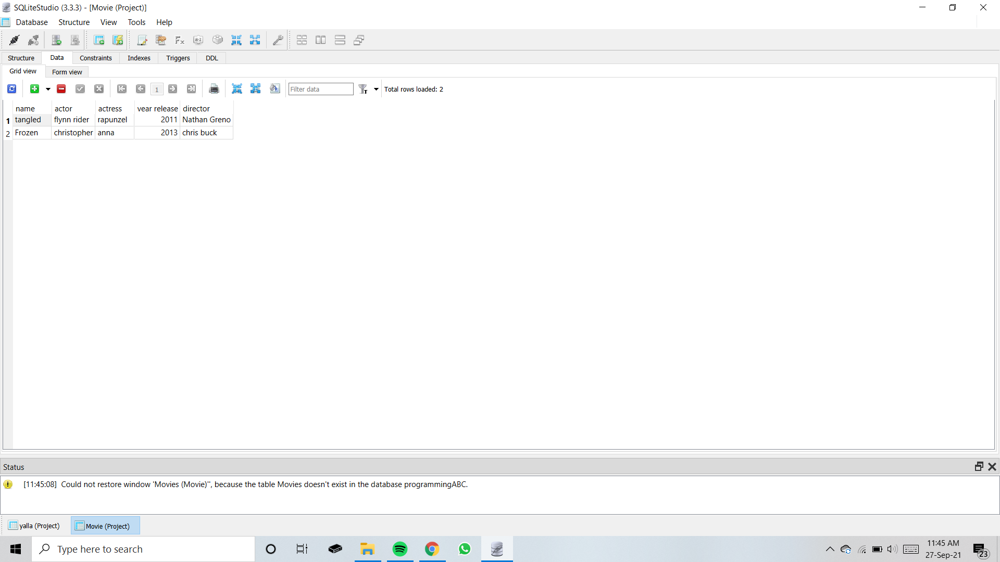 SQLiteStudio (3.3.3) - [Movie (Project)]
Database Structure View Tools Help
Structure Data Constraints Indexes Triggers DDL
Grid view Form view
1 Filter data Total rows loaded: 2
name actor actress year release director
1 tangled flynn rider rapunzel 2011 Nathan Greno
2 Frozen christopher anna 2013 chris buck
Status
[11:45:08] Could not restore window 'Movies (Movie)'', because the table Movies doesn't exist in the database programmingABC.
yalla (Project) Movie (Project)
Type here to search
11:45 AM
27-Sep-21
23